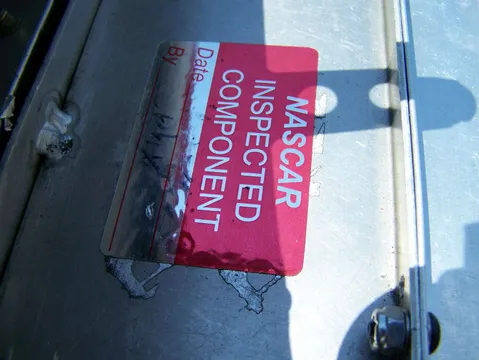 NASCAR
INSPECTED
COMPONENT
Date
By